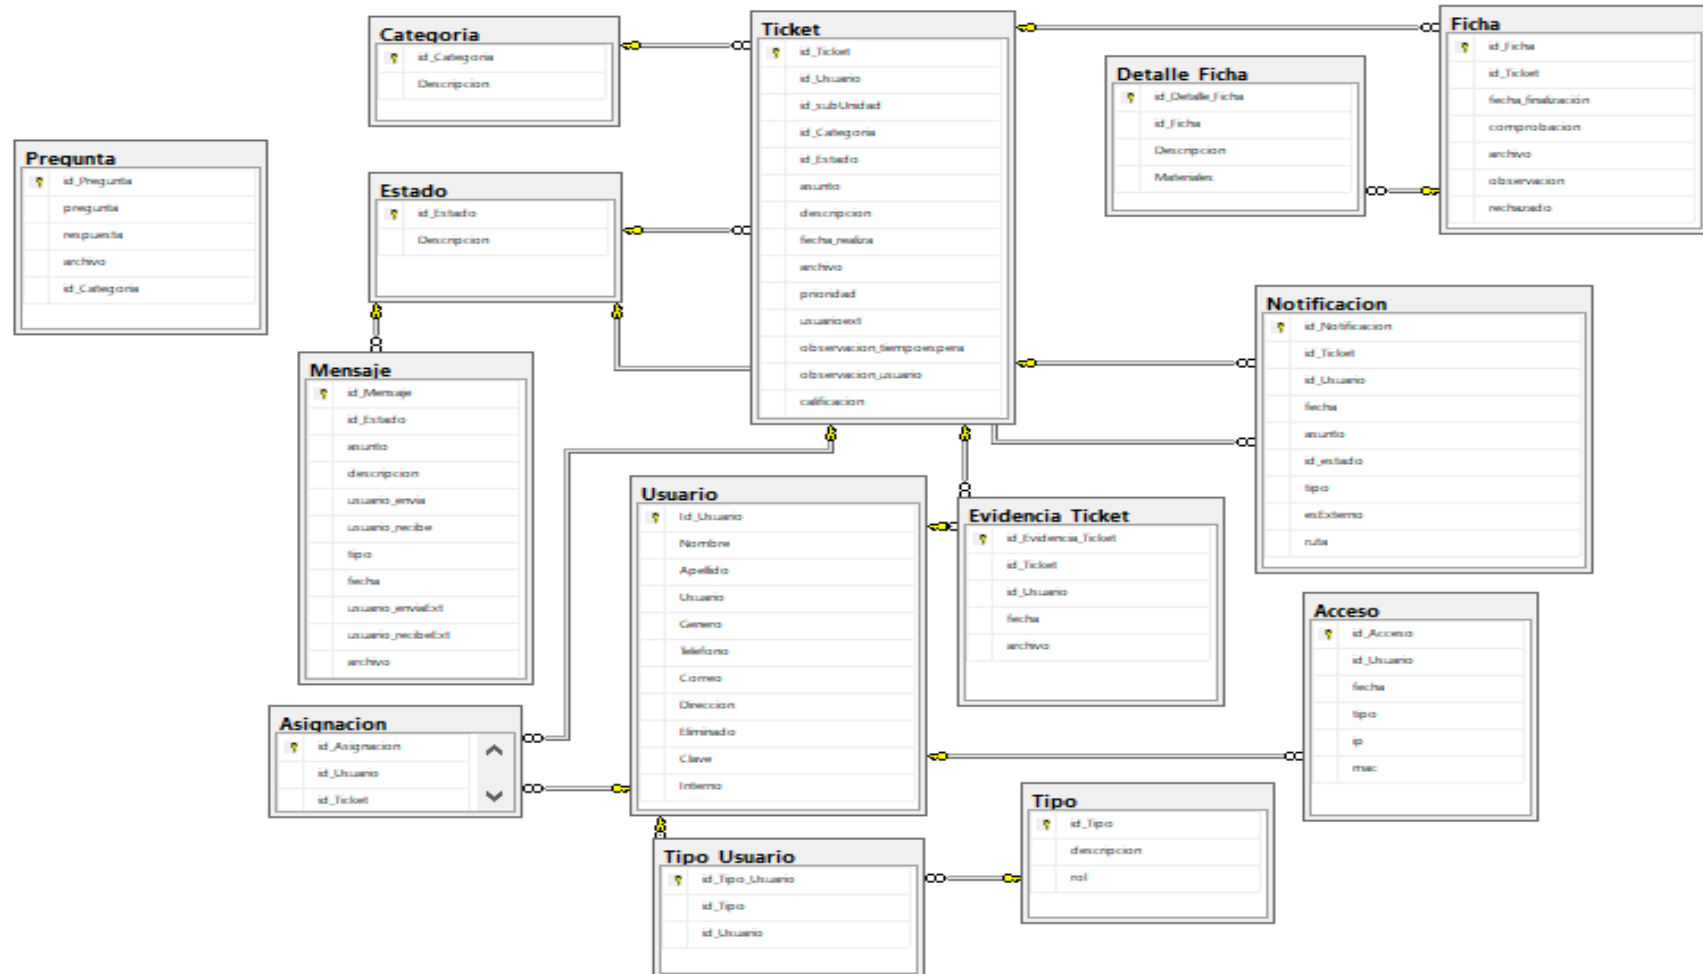 Categoria
id_Categoria
Descripcion
Ticket
id_Ticket
id_Usuario
id_subUnidad
id_Categoria
id_Estado
asunto
descripcion
fecha_realiza
archivo
prioridad
usuarioext
observacion_tiempoespera
observacion_usuario
calificacion
Ficha
id_Ficha
id_Ticket
fecha_finalización
comprobacion
archivo
observacion
rechazado
Detalle_Ficha
id_Detalle_Ficha
id_Ficha
Descripcion
Materiales
Pregunta
id_Pregunta
pregunta
respuesta
archivo
id_Categoria
Estado
id_Estado
Descripcion
Notificacion
id_Notificacion
id_Ticket
id_Usuario
fecha
asunto
id_estado
tipo
esExterno
ruta
Mensaje
id_Mensaje
id_Estado
asunto
descripcion
usuario_envia
usuario_recibe
tipo
fecha
usuario_enviaExt
usuario_recibeExt
archivo
Usuario
Id_Usuario
Nombre
Apellido
Usuario
Genero
Telefono
Correo
Direccion
Eliminado
Clave
Interno
Evidencia_Ticket
id_Evidencia_Ticket
id_Ticket
id_Usuario
fecha
archivo
Acceso
id_Acceso
id_Usuario
fecha
tipo
ip
mac
Asignacion
id_Asignacion
id_Usuario
id_Ticket
Tipo
id_Tipo
descripcion
rol
Tipo_Usuario
id_Tipo_Usuario
id_Tipo
id_Usuario